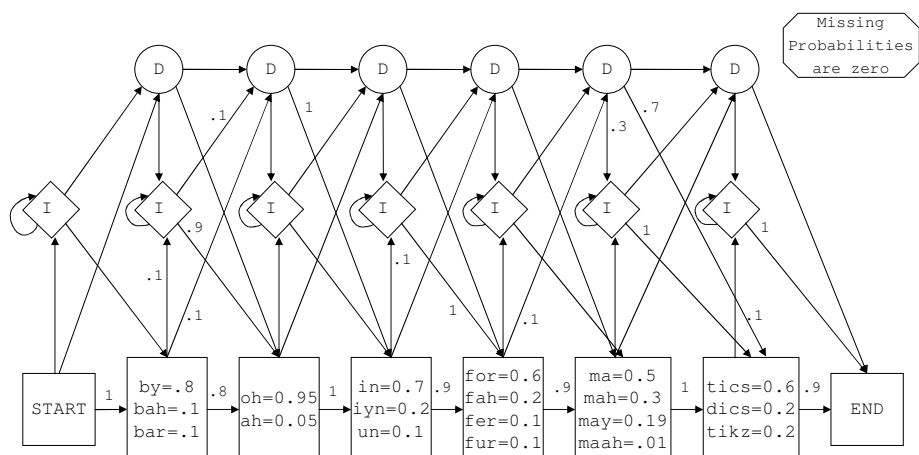 Missing
Probabilities
are zero
D D D D D D
.1 1 .3 .7
I I I I I I I
.9 1 1
.1 .1
.1 1 .1 .1
START 1
by=.8
bah=.1
bar=.1
.8
oh=0.95
ah=0.05
1
in=0.7
iyn=0.2
un=0.1
.9
for=0.6
fah=0.2
fer=0.1
fur=0.1
.9
ma=0.5
mah=0.3
may=0.19
maah=.01
1
tics=0.6
dics=0.2
tikz=0.2
.9
END